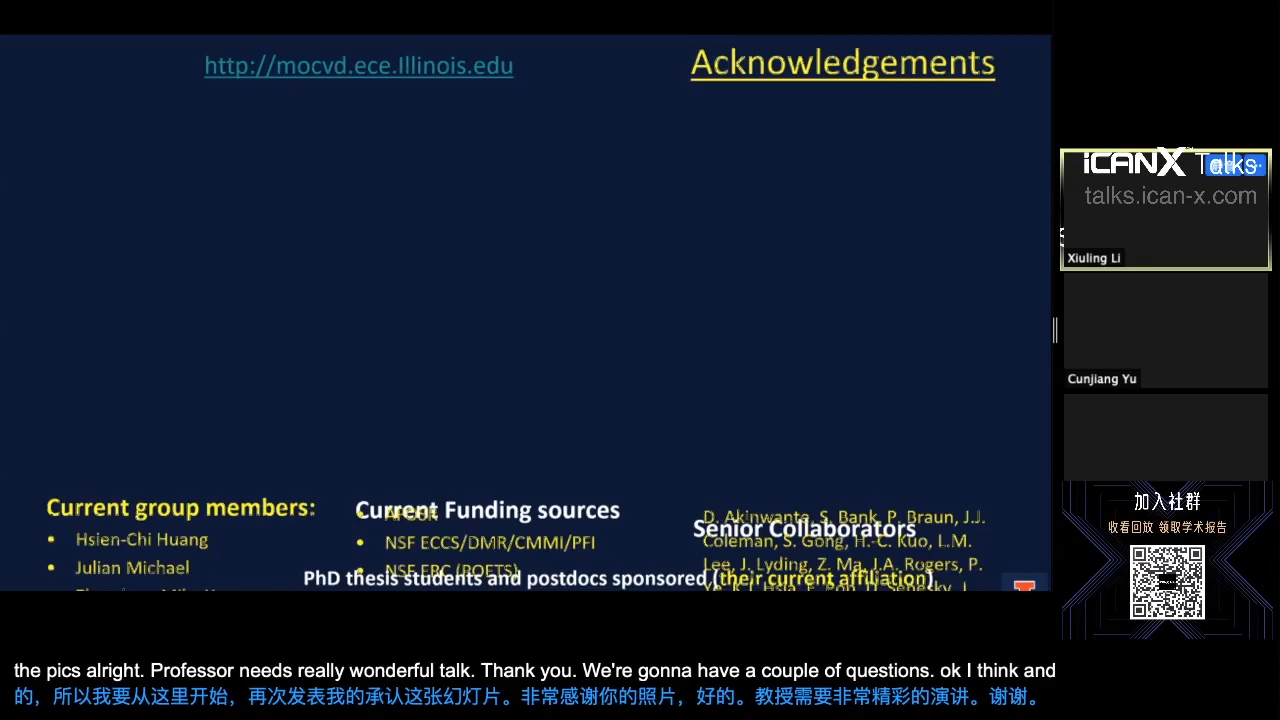 http://mocvd.ece.Illinois.edu
Acknowledgements
Current group members:
• Hsien-Chi Huang
• Julian Michael
Current Funding sources
• NSF ECCS/DMR/CMMI/PFI
• NSF ERC (POETS)
Senior Collaborators
D. Akinwante, S. Bank, P. Braun, J.J.
Coleman, S. Gong, H.-C. Kuo, L.M.
Lee, J. Lyding, Z. Ma, J.A. Rogers, P.
PhD thesis students and postdocs sponsored (their current affiliation)
iCANX Talks
talks.ican-x.com
Xiuling Li
Cunjiang Yu
加入社群
收看回放 领取学术报告
the pics alright. Professor needs really wonderful talk. Thank you. We're gonna have a couple of questions. ok I think and
的，所以我要从这里开始，再次发表我的承认这张幻灯片。非常感谢你的照片，好的。教授需要非常精彩的演讲。谢谢。